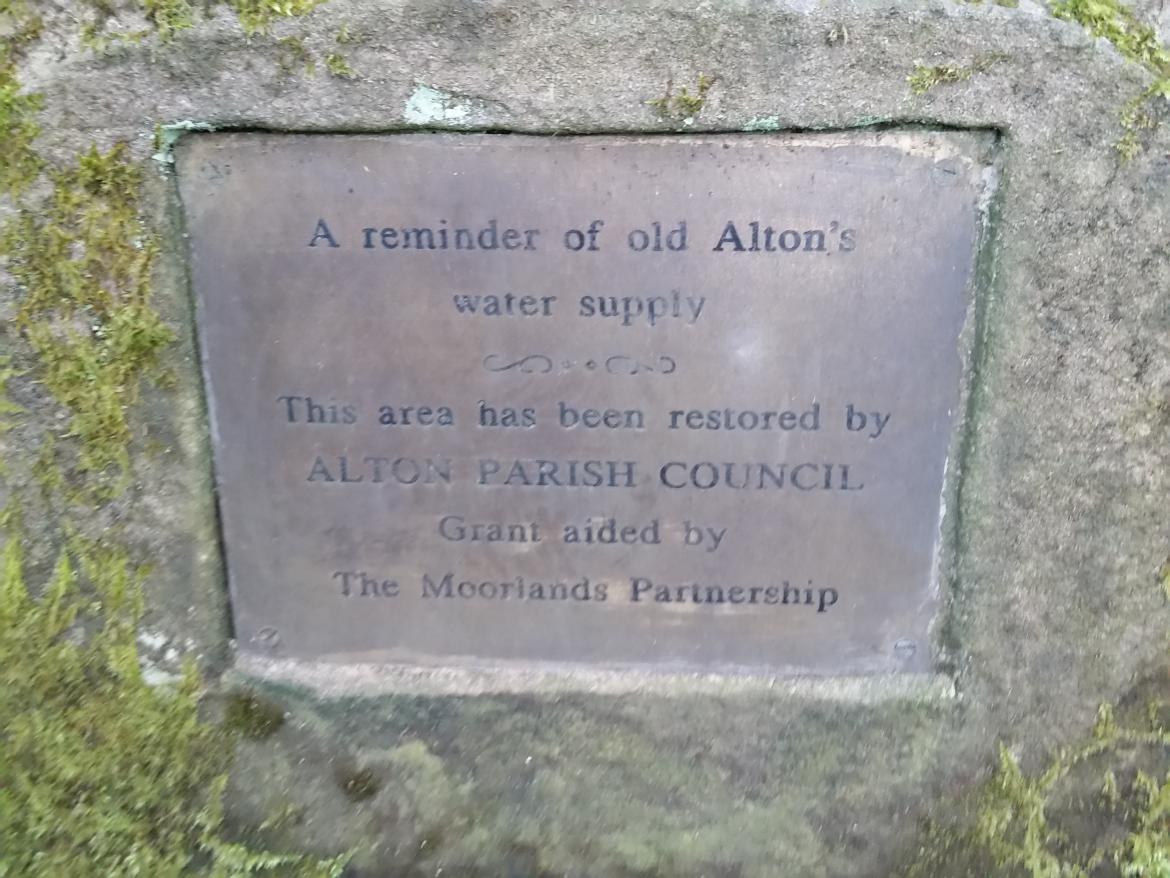 A reminder of old Alton's
water supply
This area has been restored by
ALTON PARISH COUNCIL
Grant aided by
The Moorlands Partnership